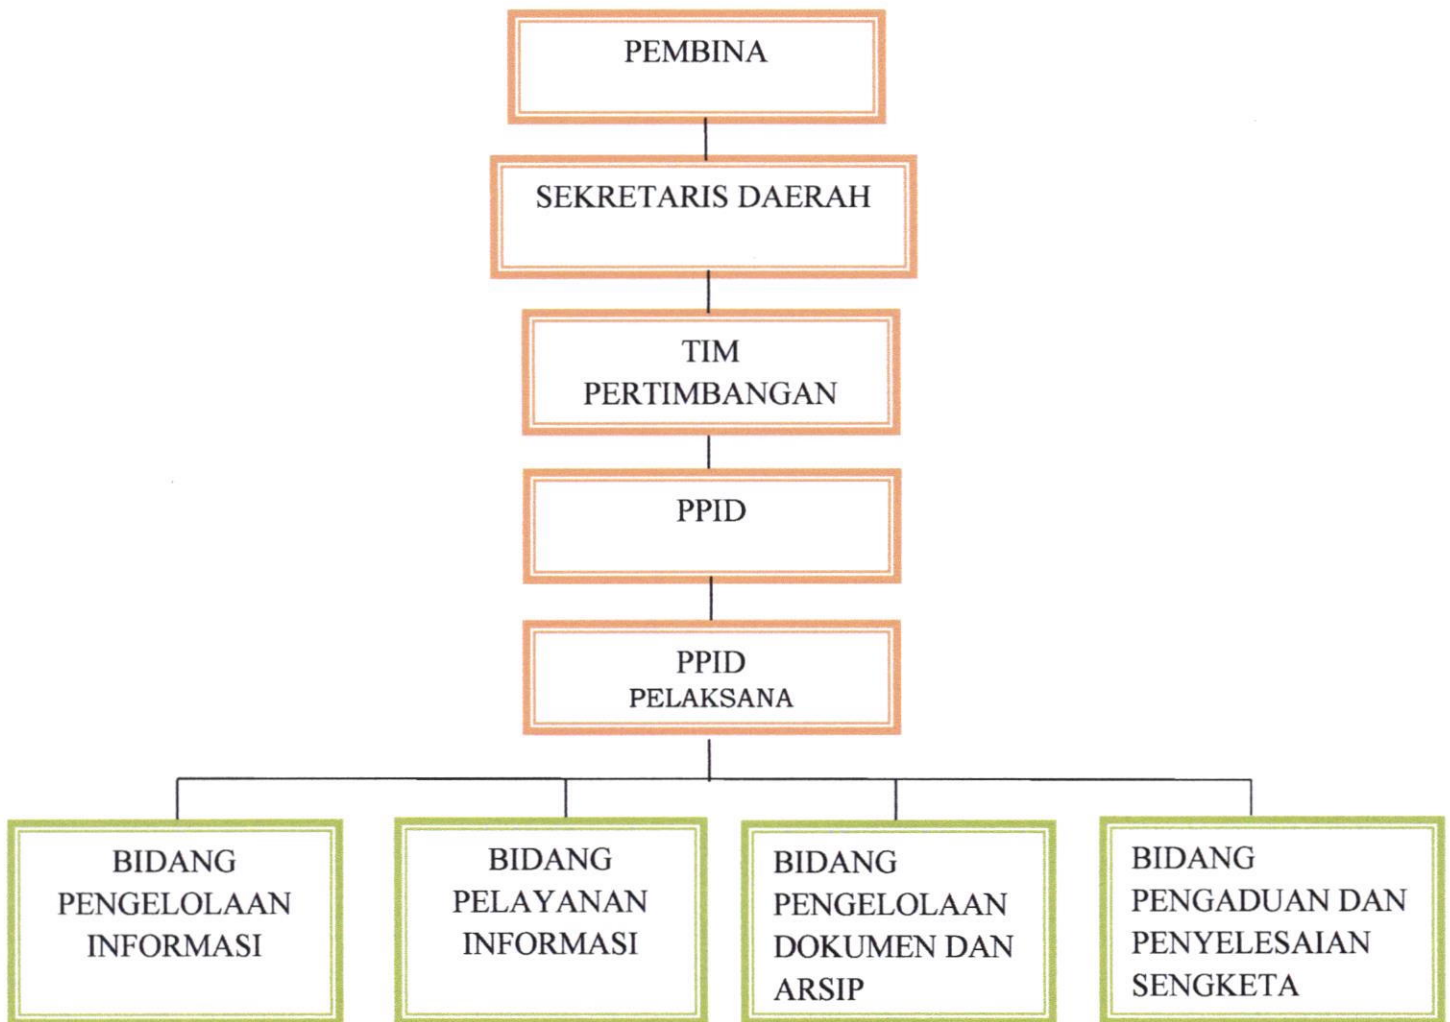 PEMBINA
SEKRETARIS DAERAH
TIM
PERTIMBANGAN
PPID
PPID
PELAKSANA
BIDANG
PENGELOLAAN
INFORMASI
BIDANG
PELAYANAN
INFORMASI
BIDANG
PENGELOLAAN
DOKUMEN DAN
ARSIP
BIDANG
PENGADUAN DAN
PENYELESAIAN
SENGKETA